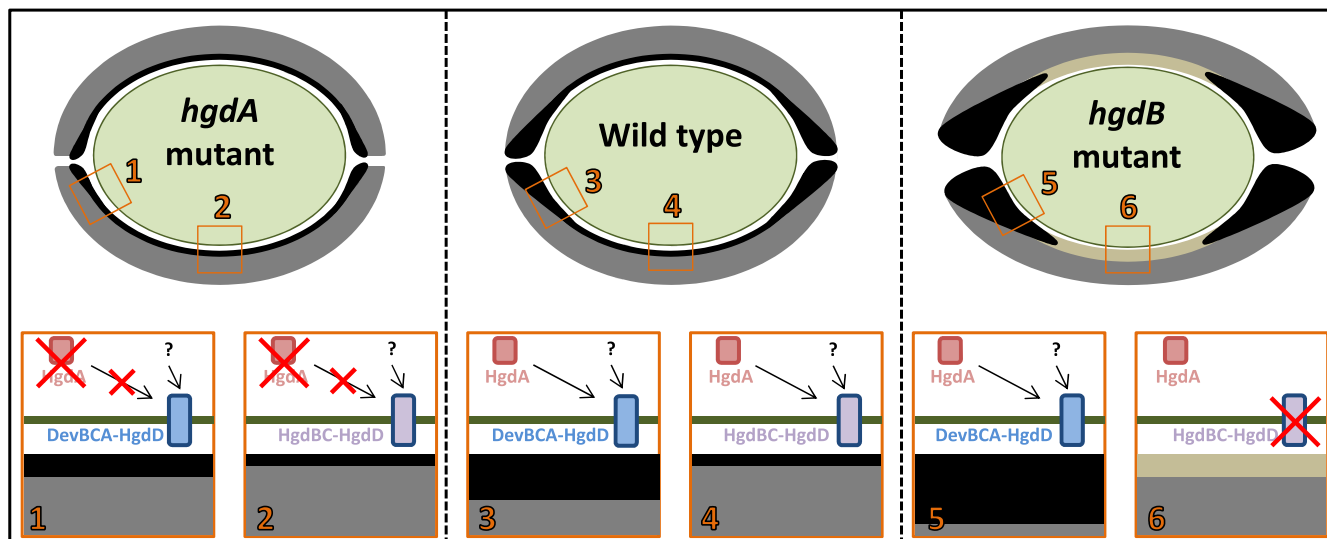 hgdA
mutant
1
2
Wild type
3
4
hgdB
mutant
5
6
?
HgdA
DevBCA-HgdD
1
?
HgdA
HgdBC-HgdD
2
?
HgdA
DevBCA-HgdD
3
?
HgdA
HgdBC-HgdD
4
?
HgdA
DevBCA-HgdD
5
HgdA
HgdBC-HgdD
6